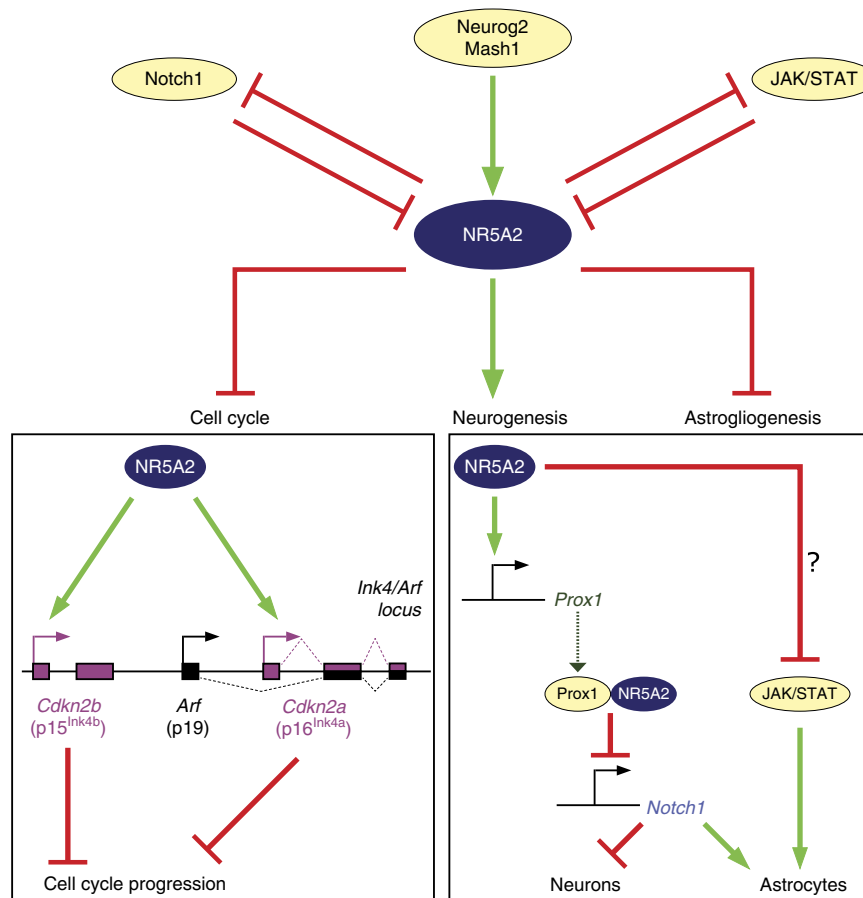 Neurog2
Mash1
Notch1
JAK/STAT
NR5A2
Cell cycle
Neurogenesis
Astrogliogenesis
NR5A2
Ink4/Arf
locus
Cdkn2b
(p15Ink4b)
Arf
(p19)
Cdkn2a
(p16Ink4a)
Cell cycle progression
NR5A2
?
Prox1
Prox1
NR5A2
JAK/STAT
Notch1
Neurons
Astrocytes